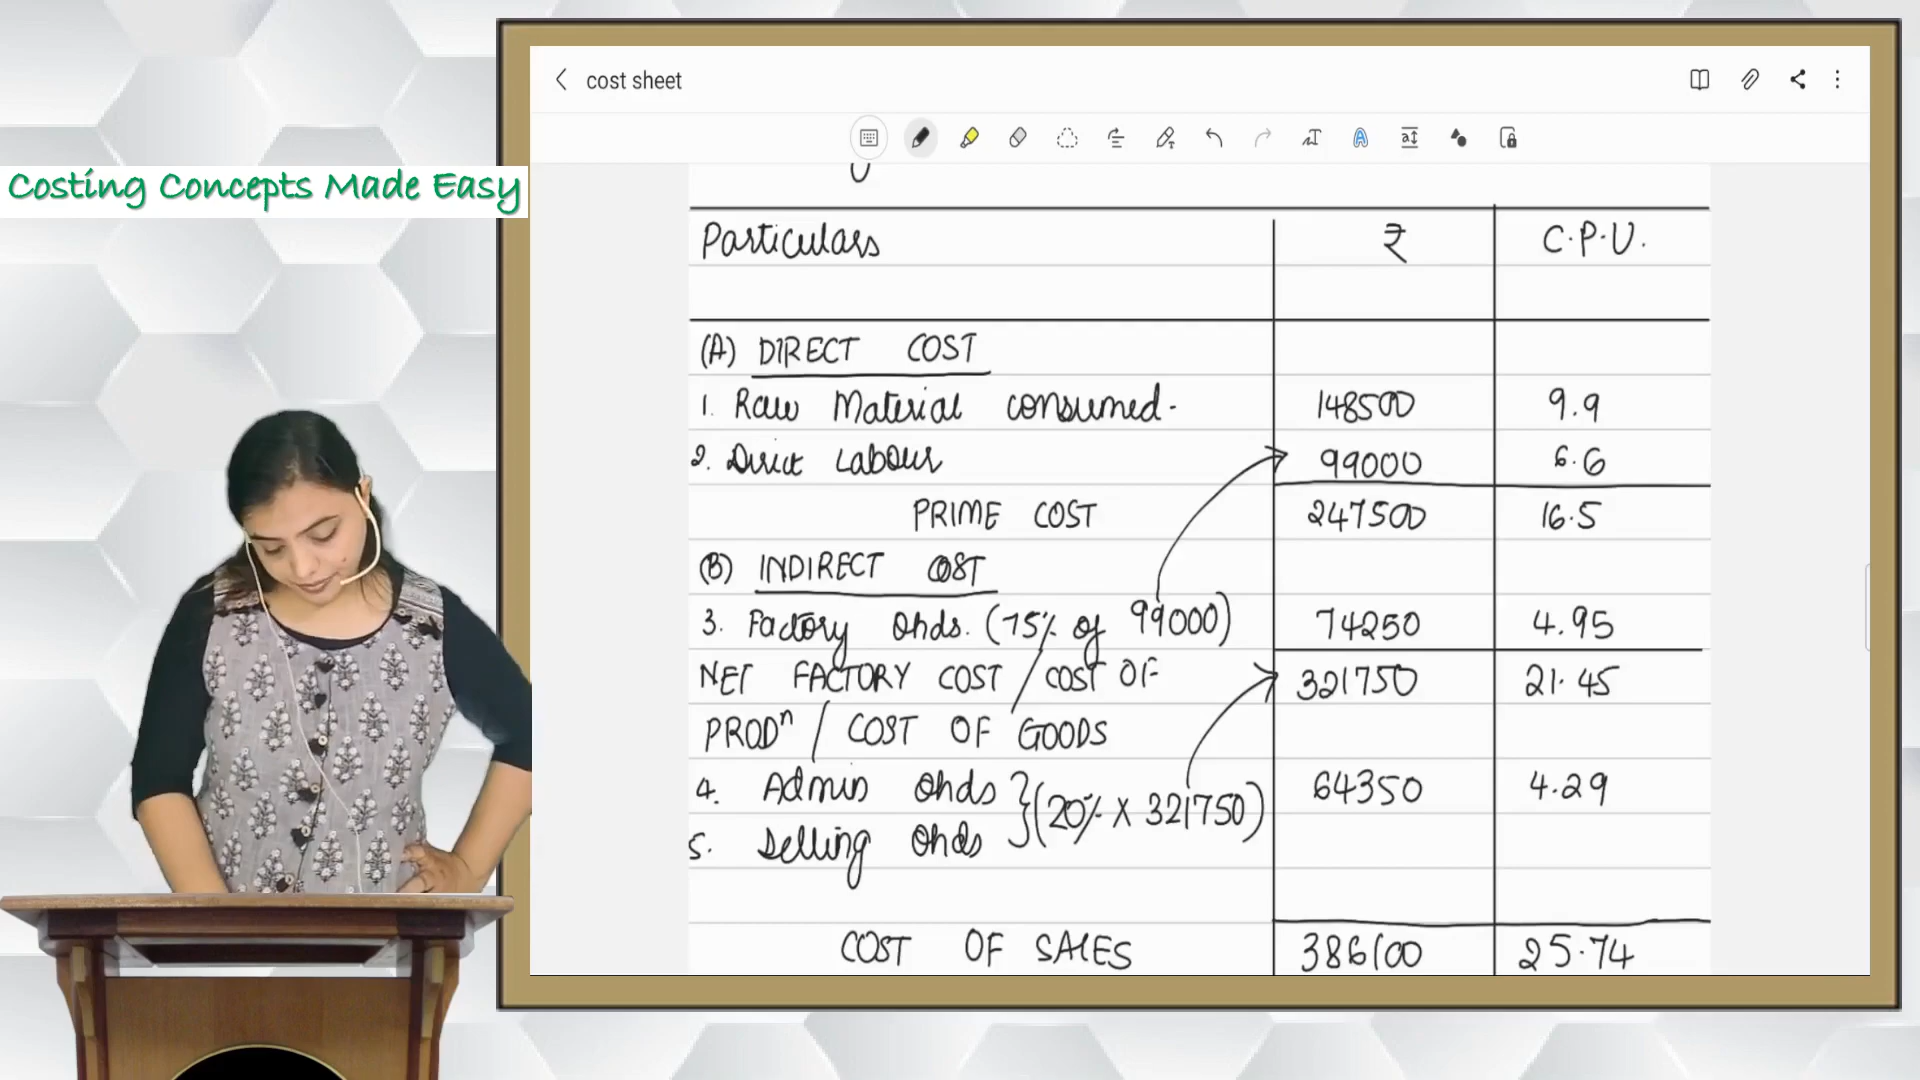 cost sheet
Costing Concepts Made Easy
Particulars ₹ C.P.U.
(A) DIRECT COST
1. Raw Material consumed. 148500 9.9
2. Direct Labour 99000 6.6
PRIME COST 247500 16.5
(B) INDIRECT COST
3. Factory Ohds. (75% of 99000) 74250 4.95
NET FACTORY COST / COST OF 321750 21.45
PRODⁿ / COST OF GOODS
4. Admin Ohds } (20% X 321750) 64350 4.29
5. Selling Ohds
COST OF SALES 386100 25.74